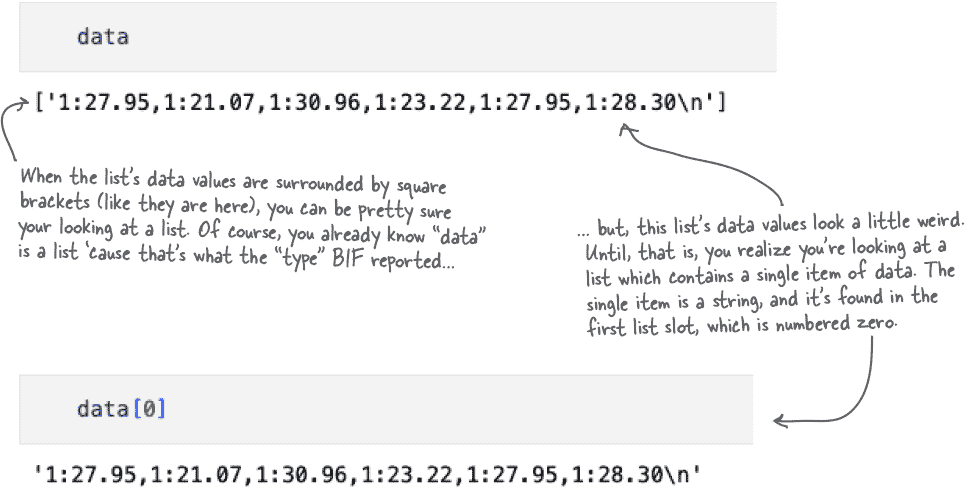 data
['1:27.95,1:21.07,1:30.96,1:23.22,1:27.95,1:28.30\n']
When the list's data values are surrounded by square
brackets (like they are here), you can be pretty sure
your looking at a list. Of course, you already know “data”
is a list ‘cause that's what the “type” BIF reported...
... but, this list's data values look a little weird.
Until, that is, you realize you're looking at a
list which contains a single item of data. The
single item is a string, and it's found in the
first list slot, which is numbered zero.
data[0]
'1:27.95,1:21.07,1:30.96,1:23.22,1:27.95,1:28.30\n'